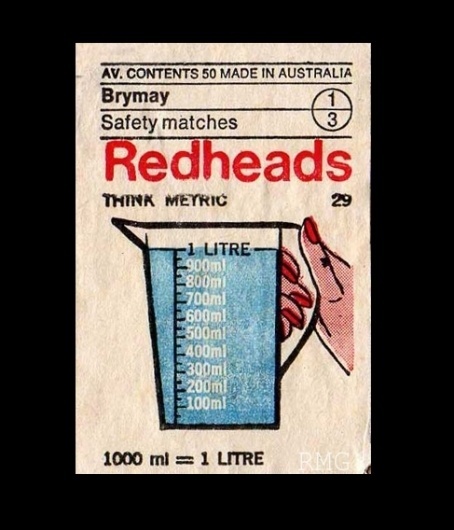 AV. CONTENTS 50 MADE IN AUSTRALIA
Brymay
1
Safety matches
3
Redheads
THINK METRIC 29
1 LITRE
900ml
800ml
700ml
600ml
500ml
400ml
300ml
200ml
100ml
1000 ml = 1 LITRE
RMG